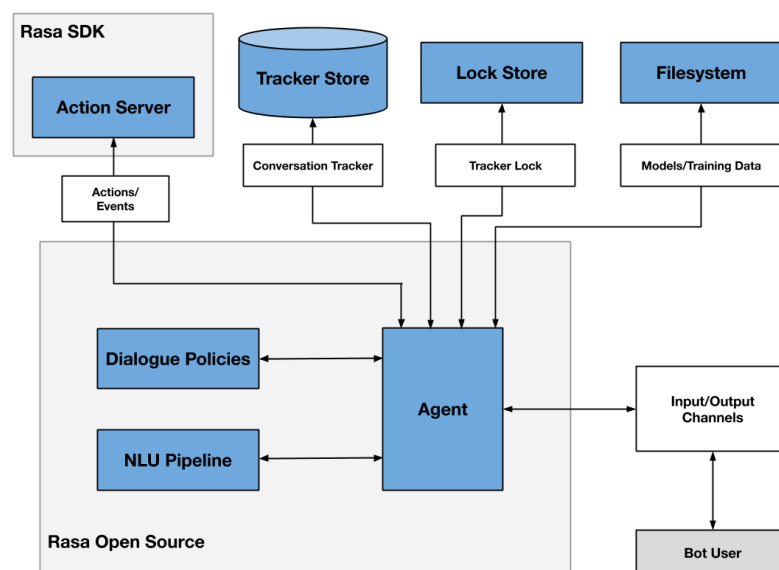 Rasa SDK
Action Server
Tracker Store
Lock Store
Filesystem
Actions/
Events
Conversation Tracker
Tracker Lock
Models/Training Data
Dialogue Policies
NLU Pipeline
Agent
Input/Output
Channels
Rasa Open Source
Bot User